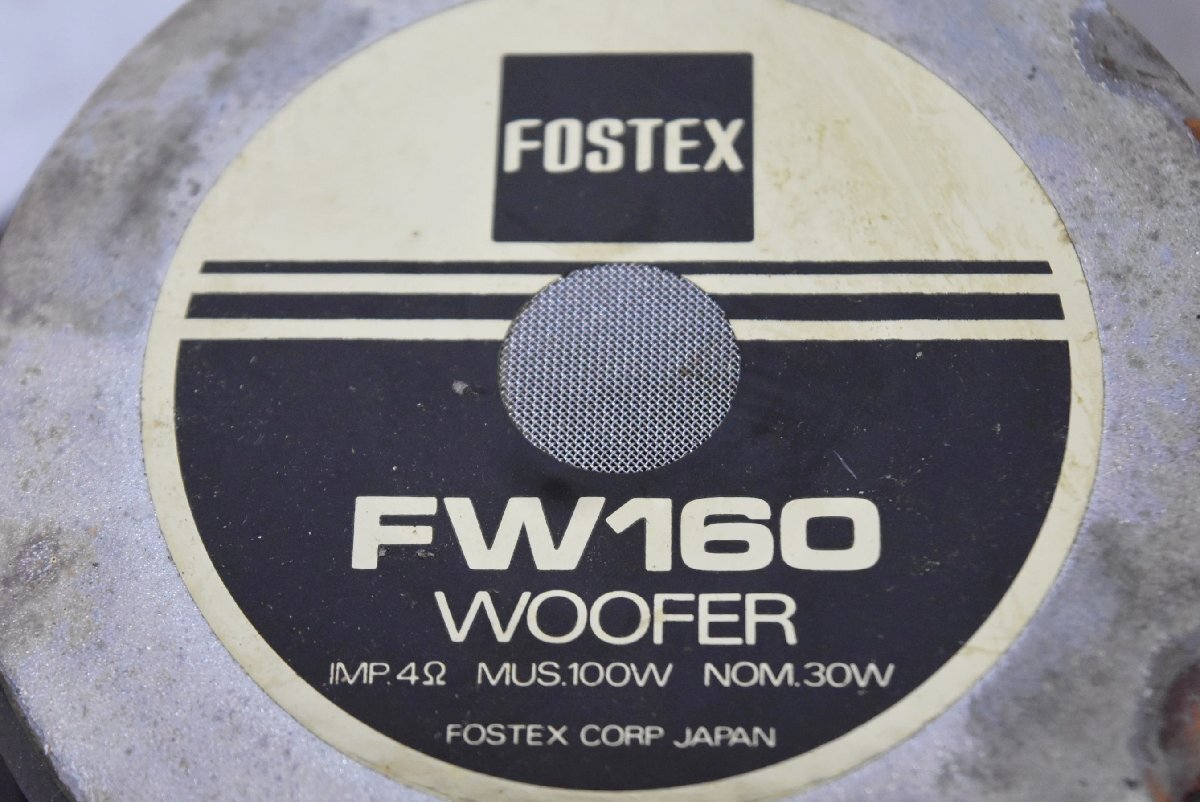 FOSTEX
FW160
WOOFER
IMP. 4Ω MUS.100W NOM.30W
FOSTEX CORP JAPAN